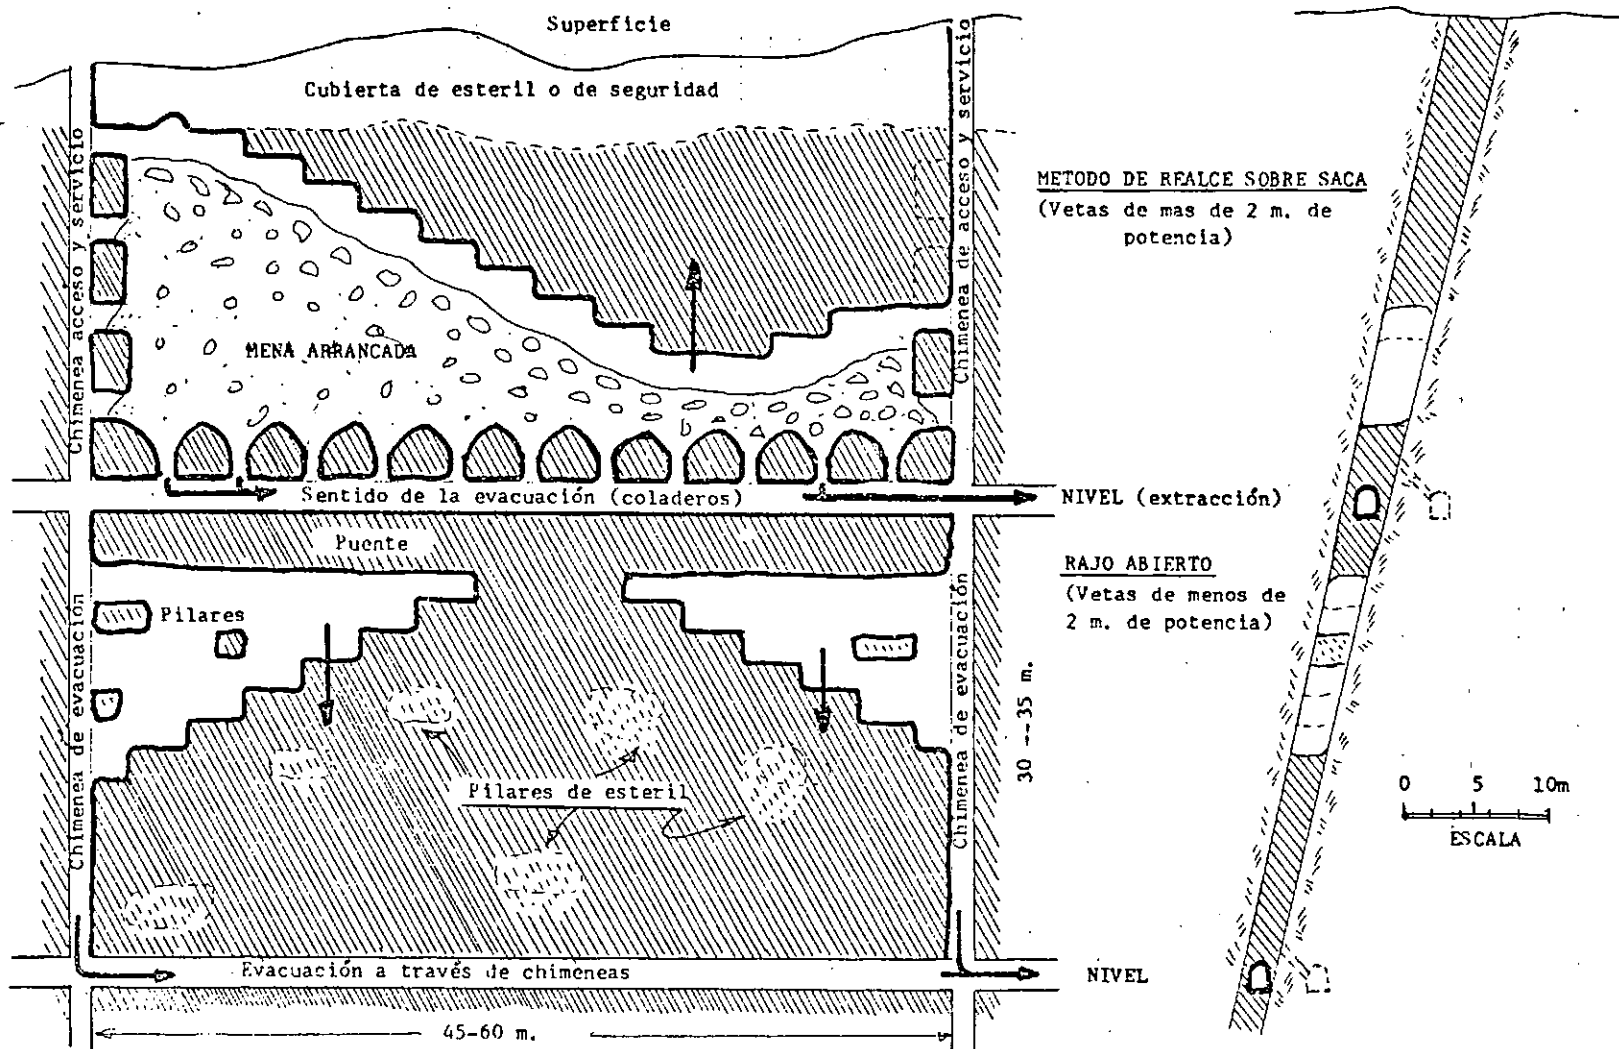 Superficie
Cubierta de esteril o de seguridad
Chimenea acceso y servicio
Chimenea de acceso y servicio
METODO DE REALCE SOBRE SACA
(Vetas de mas de 2 m. de
potencia)
MENA ARRANCADA
Sentido de la evacuación (coladeros)
NIVEL (extracción)
Puente
RAJO ABIERTO
(Vetas de menos de
2 m. de potencia)
Pilares
Chimenea de evacuación
Chimenea de evacuación
30 --35 m.
Pilares de esteril
0 5 10m
ESCALA
Evacuación a través de chimeneas
NIVEL
45-60 m.